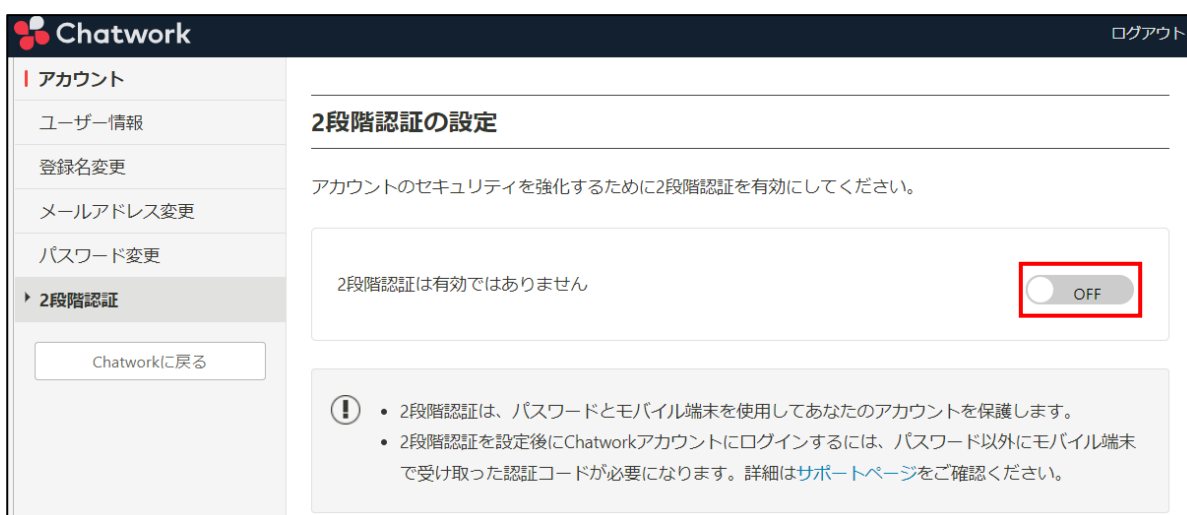 Chatwork
ログアウト
アカウント
ユーザー情報
登録名変更
メールアドレス変更
パスワード変更
2段階認証
Chatworkに戻る
2段階認証の設定
アカウントのセキュリティを強化するために2段階認証を有効にしてください。
2段階認証は有効ではありません
OFF
• 2段階認証は、パスワードとモバイル端末を使用してあなたのアカウントを保護します。
• 2段階認証を設定後にChatworkアカウントにログインするには、パスワード以外にモバイル端末
で受け取った認証コードが必要になります。詳細はサポートページをご確認ください。